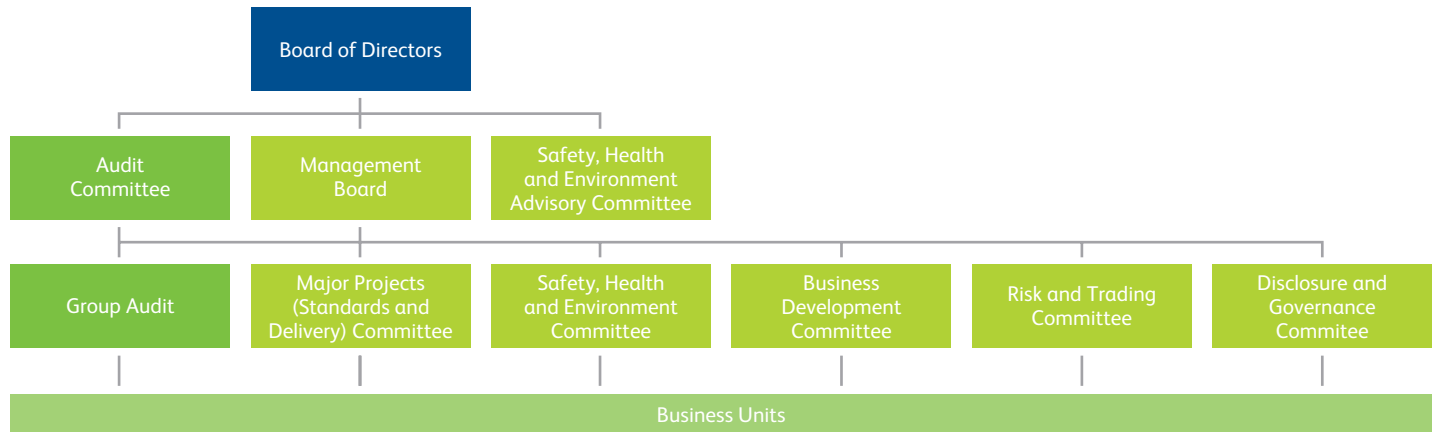 Board of Directors
Audit
Committee
Management
Board
Safety, Health
and Environment
Advisory Committee
Group Audit
Major Projects
(Standards and
Delivery) Committee
Safety, Health
and Environment
Committee
Business
Development
Committee
Risk and Trading
Committee
Disclosure and
Governance
Commitee
Business Units